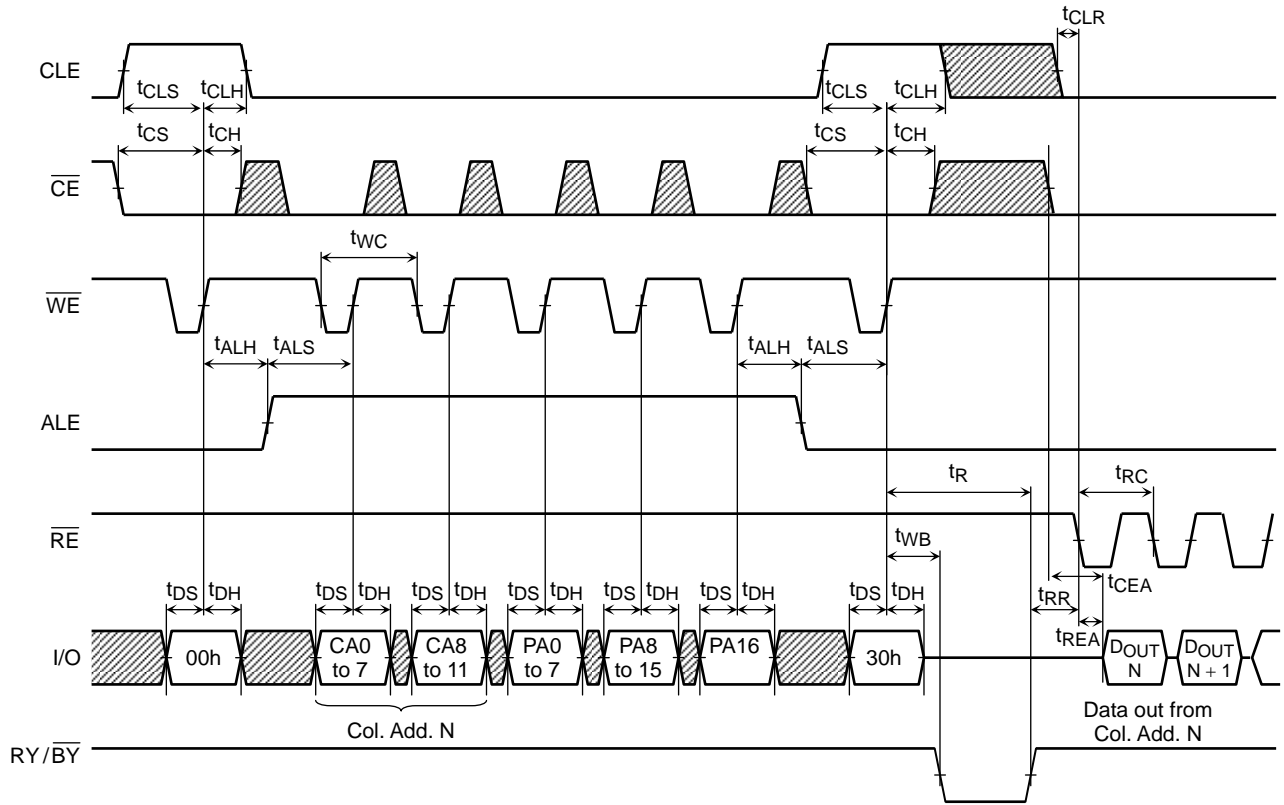 tCLR
CLE
tCLS tCLH tCLS tCLH
tCS tCH tCS tCH
CE
tWC
WE
tALH tALS tALH tALS
ALE
tR tRC
RE
tWB
tCEA
tDS tDH tDS tDH tDS tDH tDS tDH tDS tDH tDS tDH tDS tDH tRR
tREA
I/O 00h CA0 to 7 CA8 to 11 PA0 to 7 PA8 to 15 PA16 30h DOUT N DOUT N + 1
Col. Add. N
Data out from
Col. Add. N
RY/BY